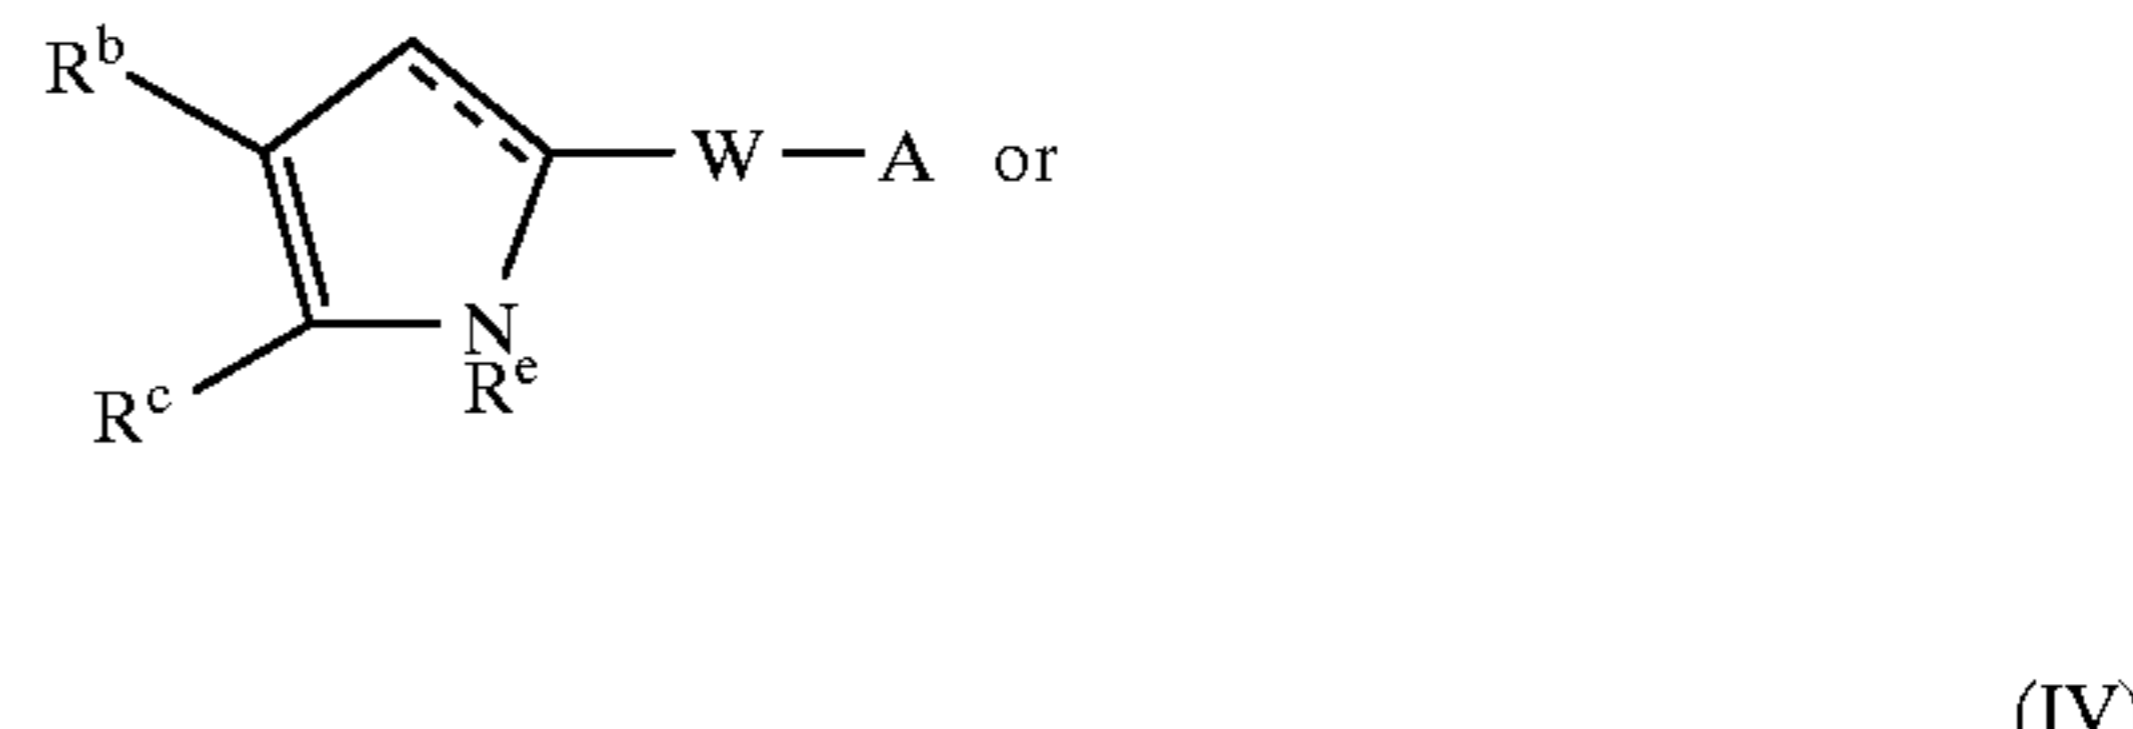 R^b
W—A or
N
R^e
R^c
(IV)